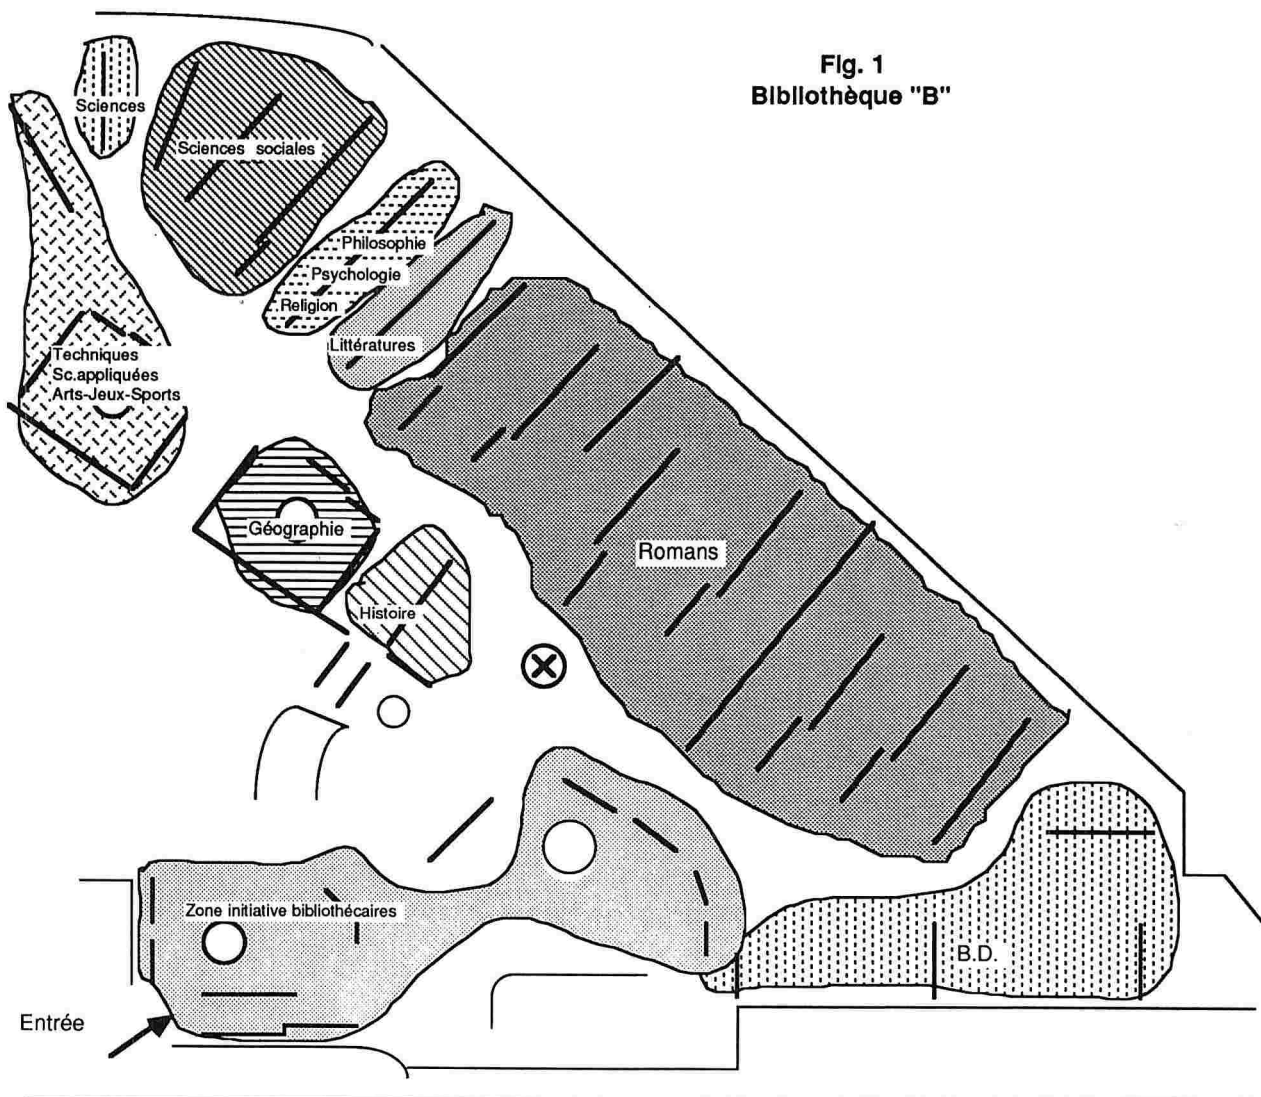 Fig. 1
Bibliothèque "B"
Sciences
Sciences sociales
Philosophie
Psychologie
Religion
Littératures
Techniques
Sc.appliquées
Arts-Jeux-Sports
Géographie
Romans
Histoire
Zone initiative bibliothécaires
B.D.
Entrée